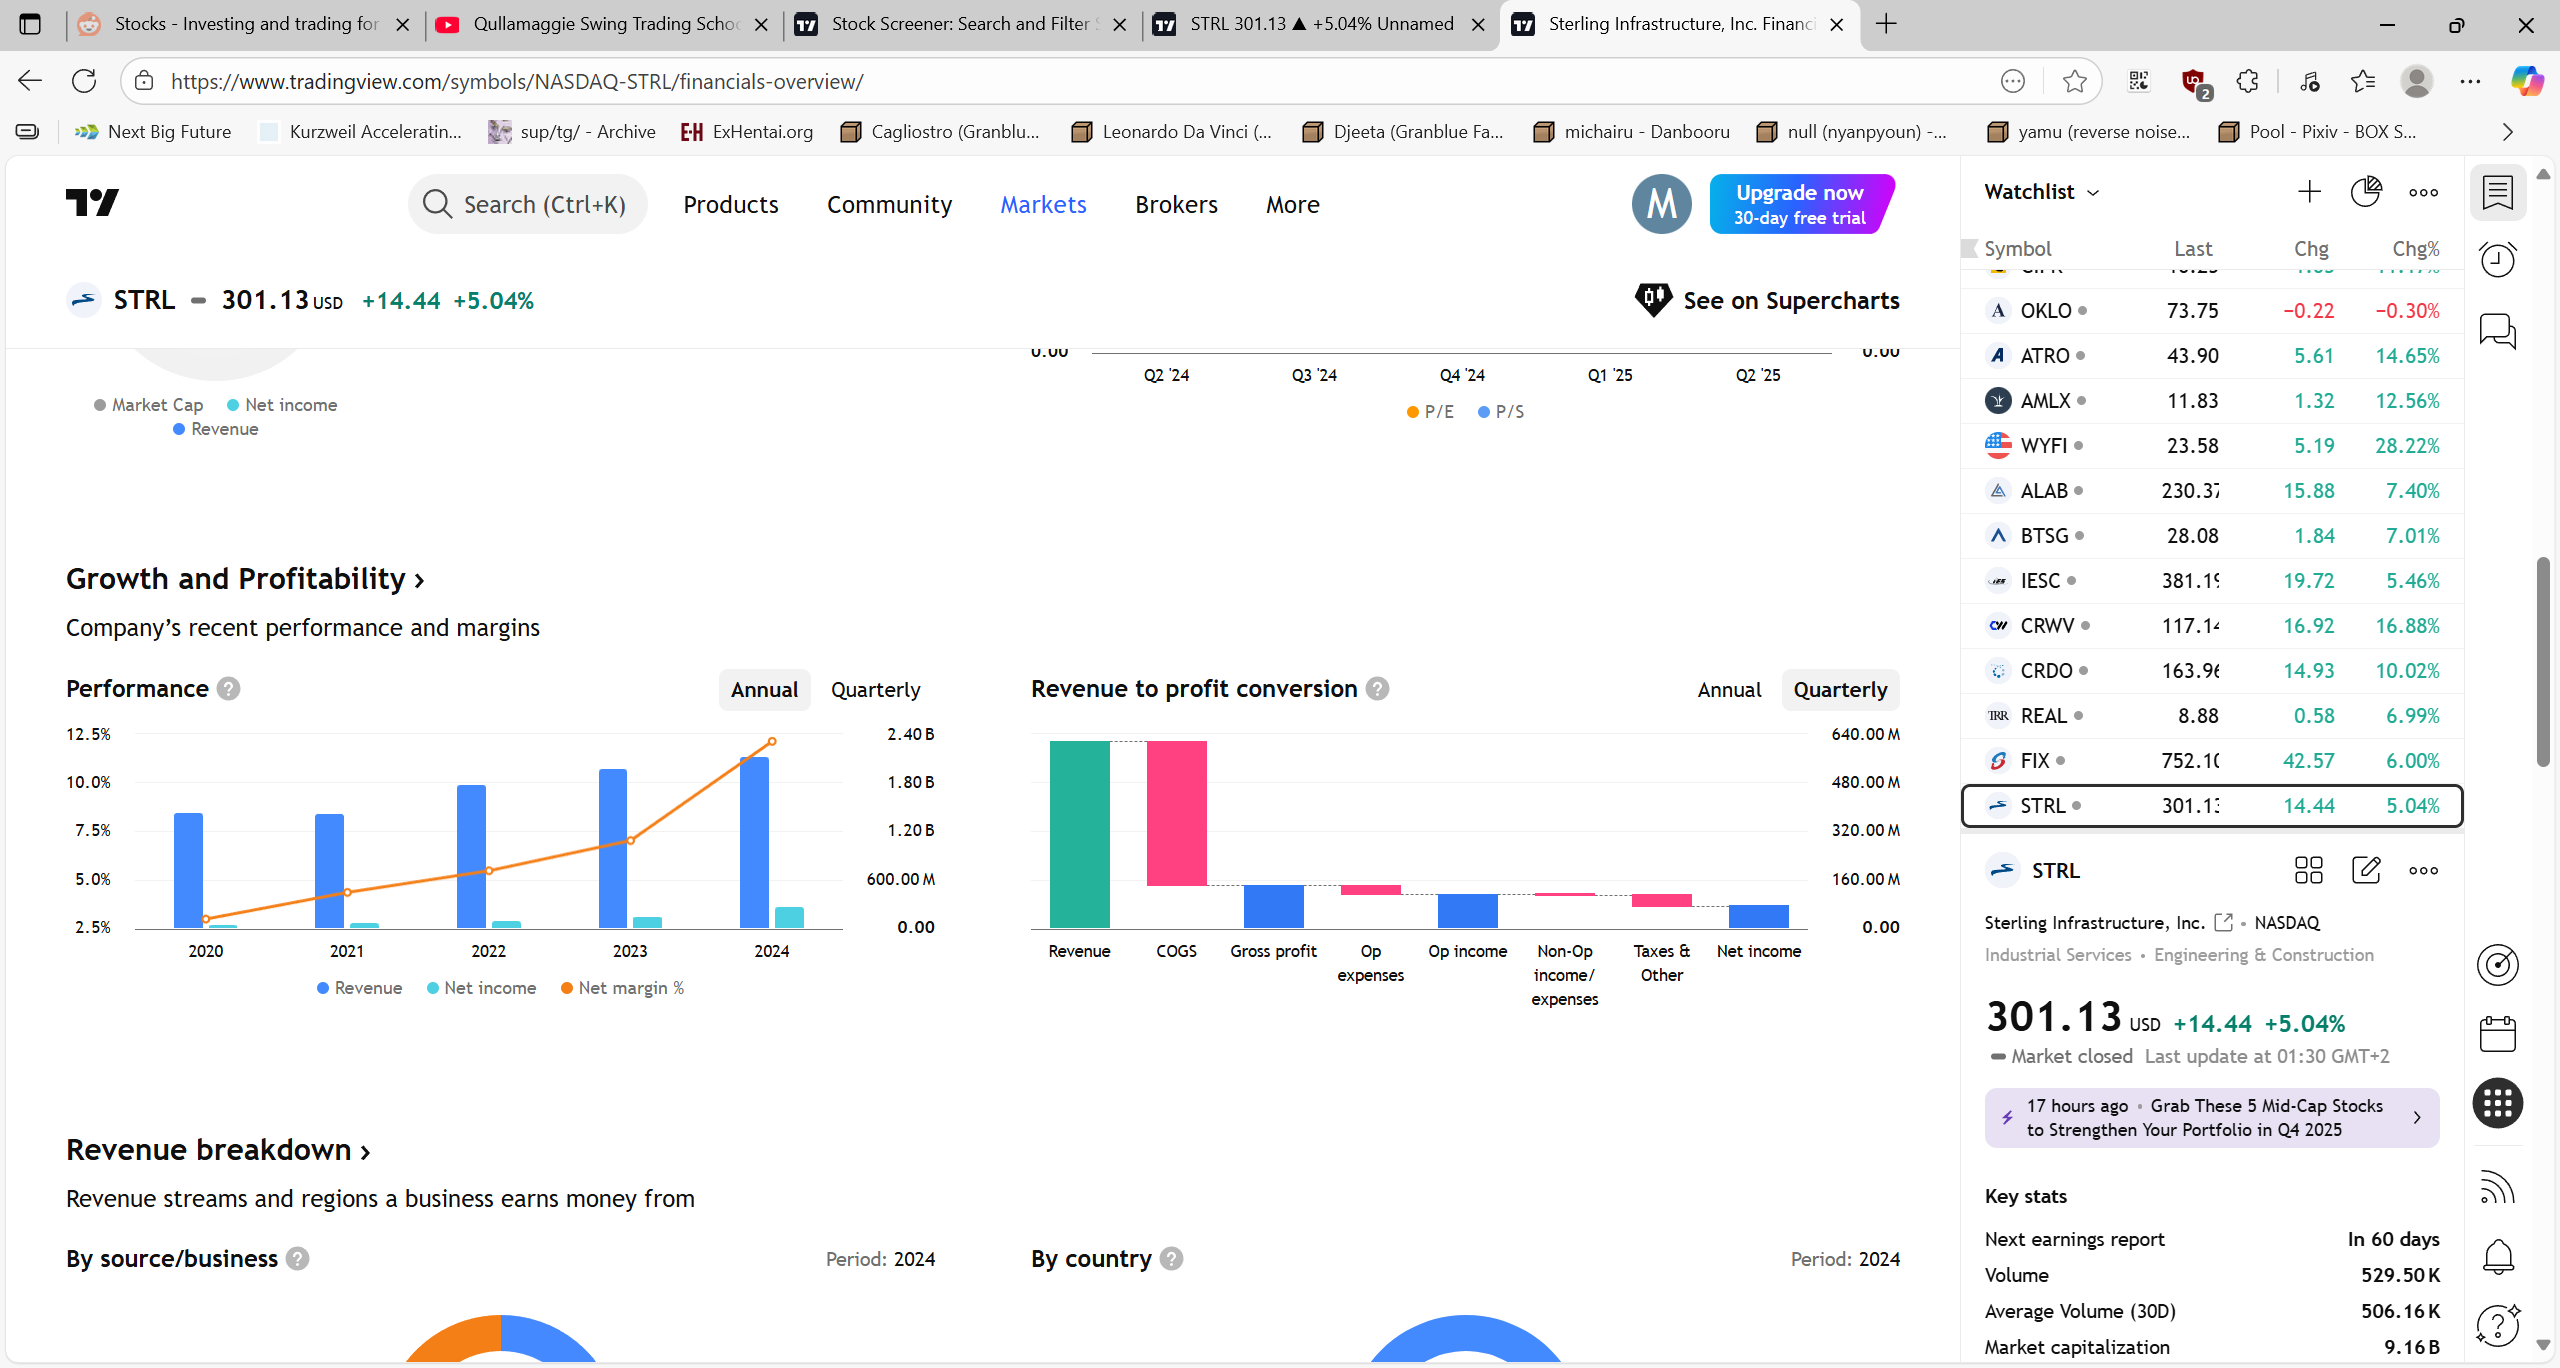 Stocks - Investing and trading for
Qullamaggie Swing Trading Schoo
Stock Screener: Search and Filter S
STRL 301.13 ▲ +5.04% Unnamed
Sterling Infrastructure, Inc. Financi
https://www.tradingview.com/symbols/NASDAQ-STRL/financials-overview/
2
Next Big Future
Kurzweil Acceleratin...
sup/tg/ - Archive
E-H ExHentai.org
Cagliostro (Granblu...
Leonardo Da Vinci (...
Djeeta (Granblue Fa...
michairu - Danbooru
null (nyanpyoun) -...
yamu (reverse noise...
Pool - Pixiv - BOX S...
Search (Ctrl+K)
Products
Community
Markets
Brokers
More
M
Upgrade now
30-day free trial
STRL 301.13 USD +14.44 +5.04%
See on Supercharts
Market Cap Net income
Revenue
0.00 0.00
Q2 '24 Q3 '24 Q4 '24 Q1 '25 Q2 '25
P/E P/S
Growth and Profitability ›
Company’s recent performance and margins
Performance ? Annual Quarterly
12.5% 2.40 B
10.0% 1.80 B
7.5% 1.20 B
5.0% 600.00 M
2.5% 0.00
2020 2021 2022 2023 2024
Revenue Net income Net margin %
Revenue to profit conversion ? Annual Quarterly
640.00 M
480.00 M
320.00 M
160.00 M
0.00
Revenue COGS Gross profit Op expenses Op income Non-Op income/ expenses Taxes & Other Net income
Revenue breakdown ›
Revenue streams and regions a business earns money from
By source/business ? Period: 2024
By country ? Period: 2024
Watchlist
Symbol Last Chg Chg%
OKLO 73.75 −0.22 −0.30%
ATRO 43.90 5.61 14.65%
AMLX 11.83 1.32 12.56%
WYFI 23.58 5.19 28.22%
ALAB 230.37 15.88 7.40%
BTSG 28.08 1.84 7.01%
IESC 381.19 19.72 5.46%
CRWV 117.14 16.92 16.88%
CRDO 163.96 14.93 10.02%
REAL 8.88 0.58 6.99%
FIX 752.10 42.57 6.00%
STRL 301.13 14.44 5.04%
STRL
Sterling Infrastructure, Inc. • NASDAQ
Industrial Services • Engineering & Construction
301.13 USD +14.44 +5.04%
Market closed Last update at 01:30 GMT+2
17 hours ago • Grab These 5 Mid-Cap Stocks
to Strengthen Your Portfolio in Q4 2025
Key stats
Next earnings report In 60 days
Volume 529.50 K
Average Volume (30D) 506.16 K
Market capitalization 9.16 B